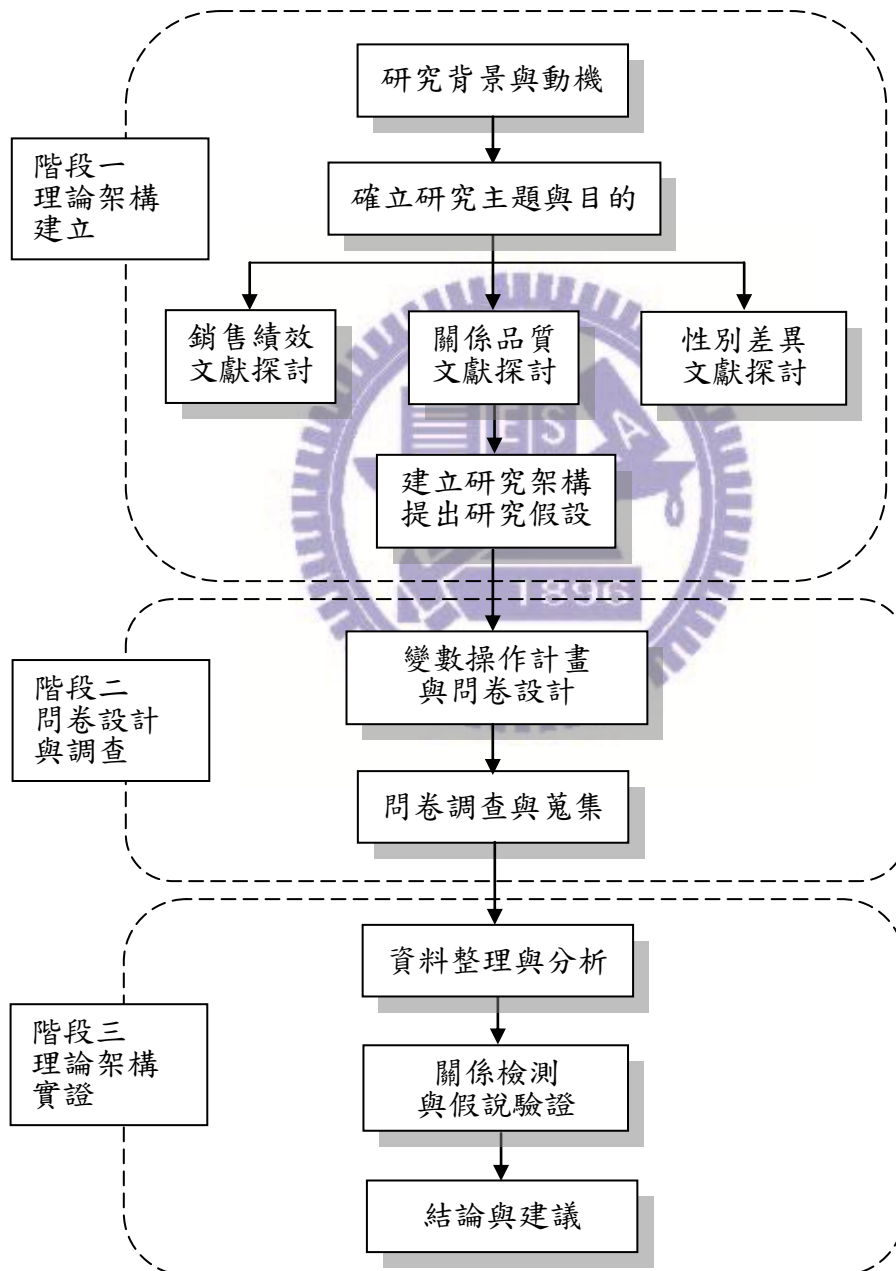 研究背景與動機
階段一
理論架構
建立
確立研究主題與目的
銷售績效
文獻探討
關係品質
文獻探討
性別差異
文獻探討
E S A
建立研究架構
提出研究假設
1896
階段二
問卷設計
與調查
變數操作計畫
與問卷設計
問卷調查與蒐集
資料整理與分析
階段三
理論架構
實證
關係檢測
與假說驗證
結論與建議